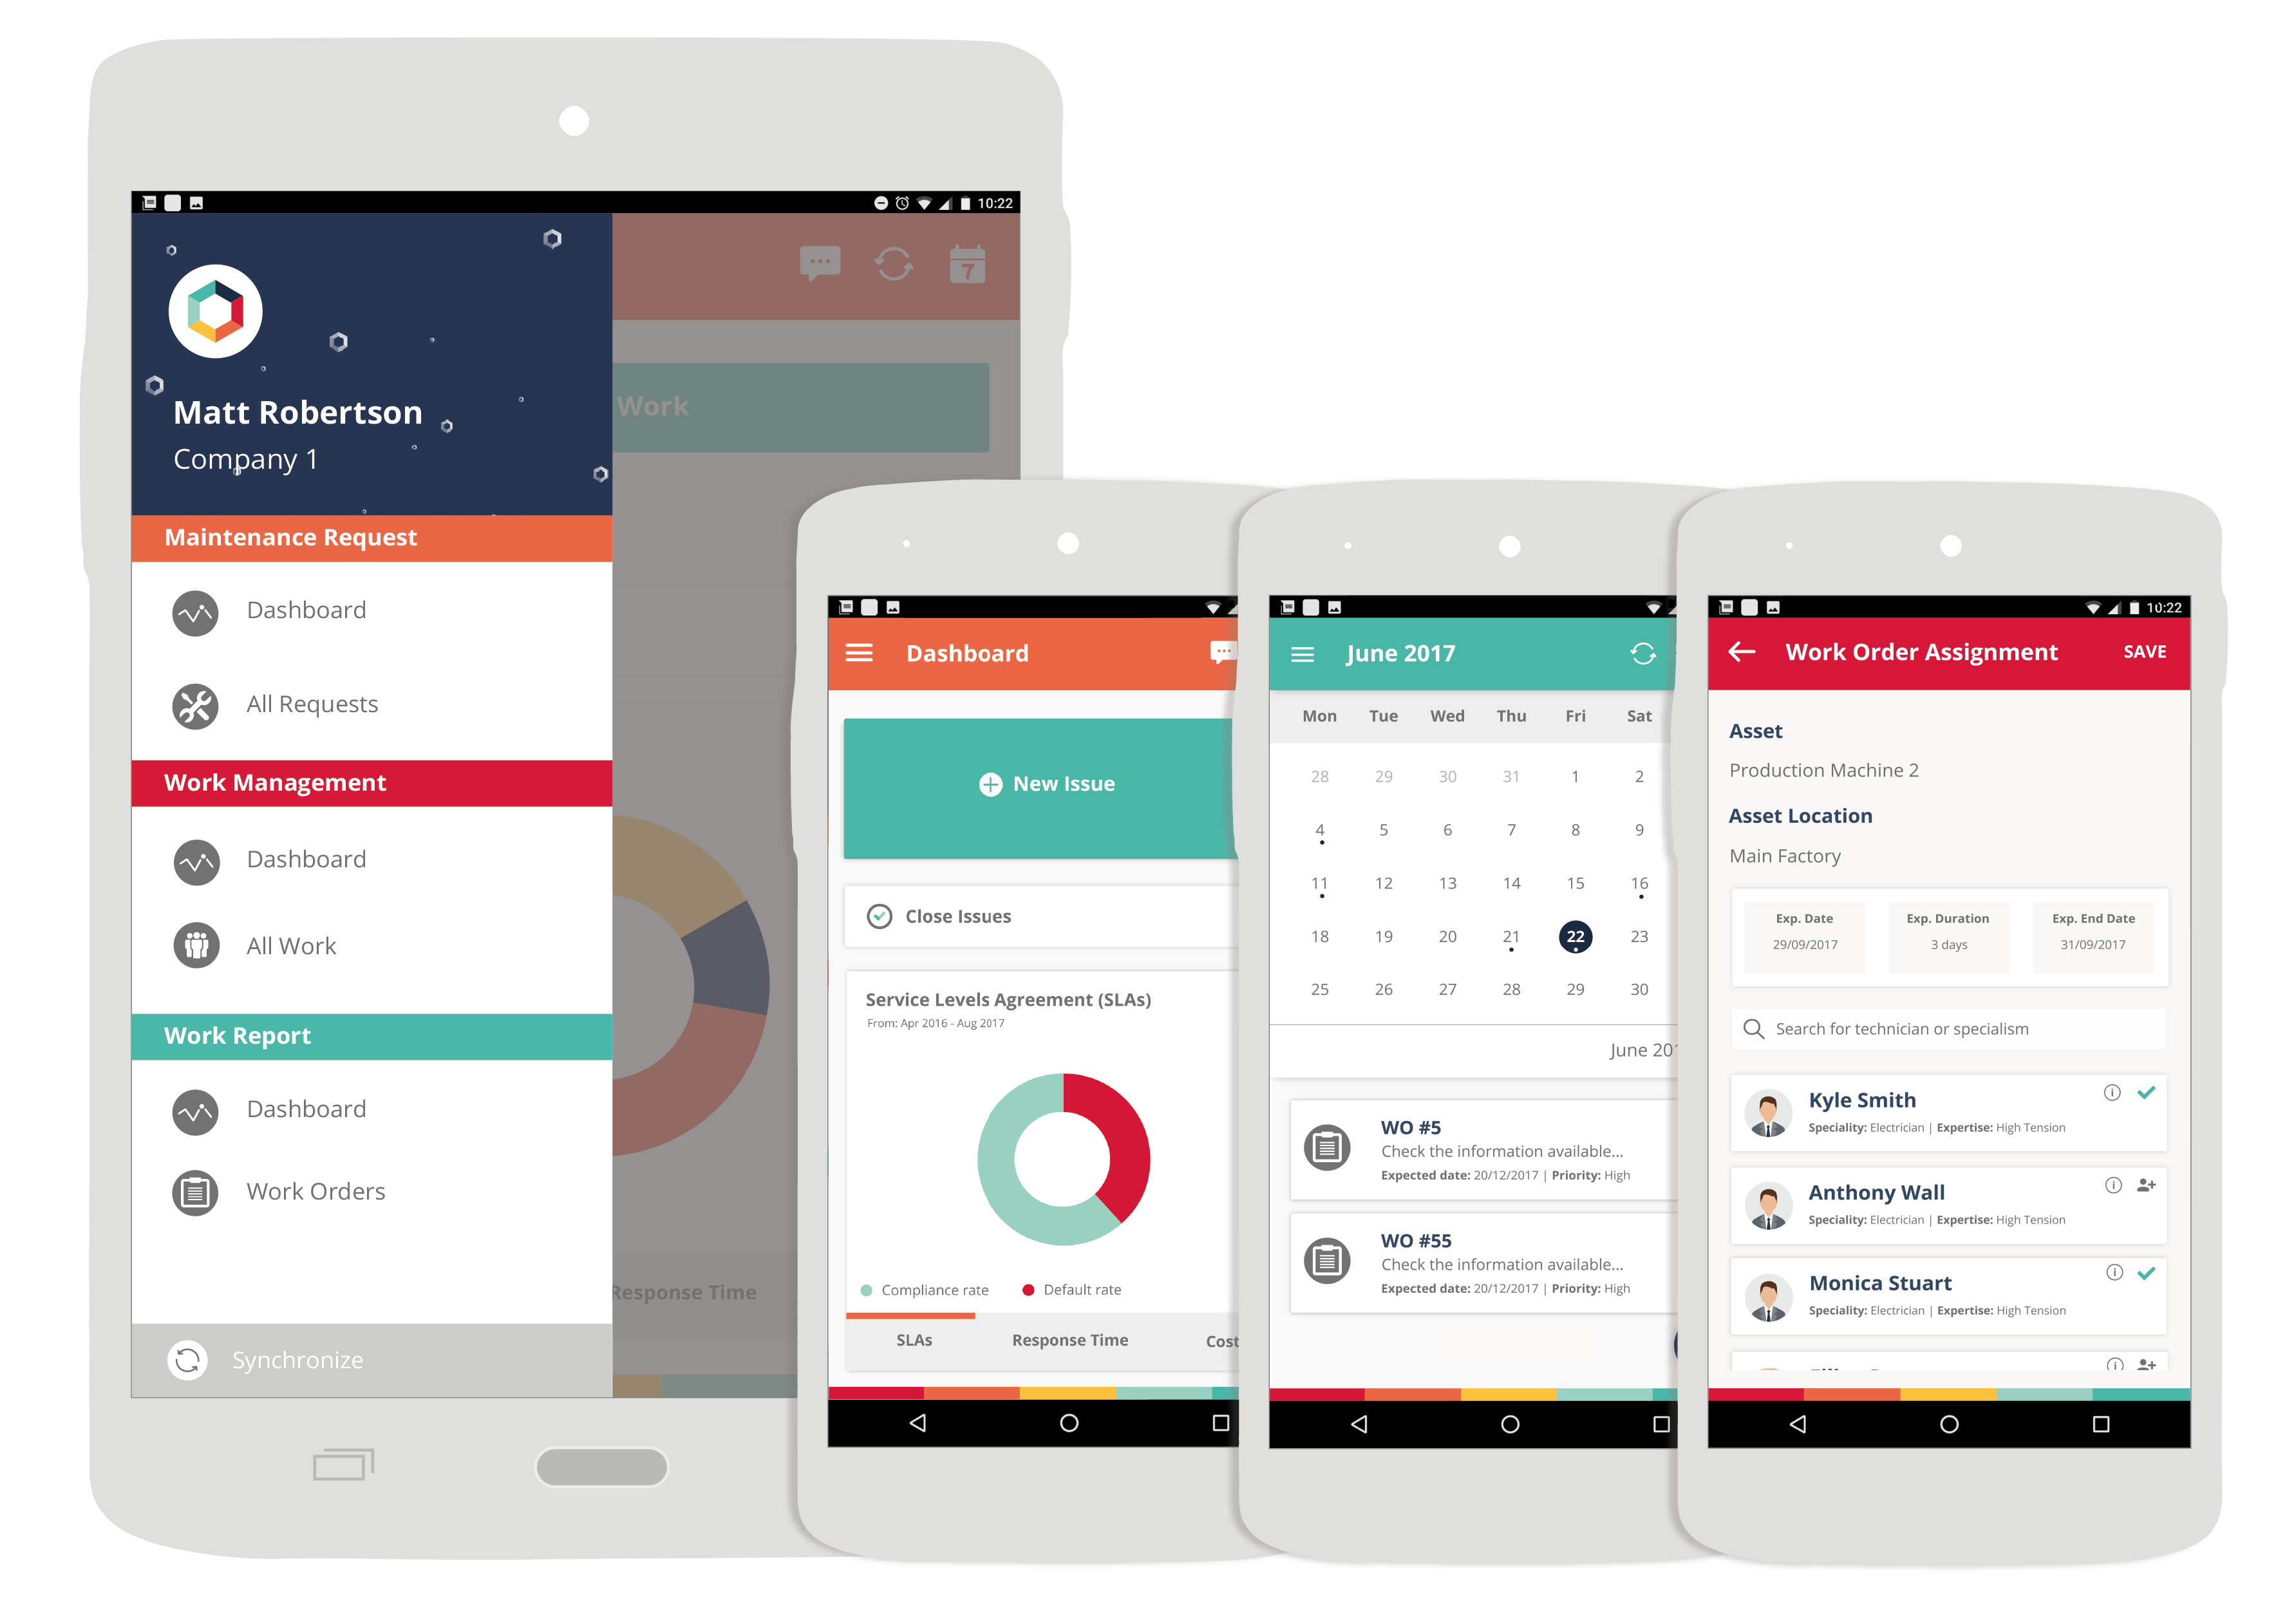 10:22
7
Work
Matt Robertson
Company 1
Maintenance Request
Dashboard
All Requests
Work Management
Dashboard
All Work
Work Report
Dashboard
Work Orders
Response Time
Synchronize
Dashboard
New Issue
Close Issues
Service Levels Agreement (SLAs)
From: Apr 2016 - Aug 2017
Compliance rate Default rate
SLAs Response Time Cost
June 2017
Mon Tue Wed Thu Fri Sat
28 29 30 31 1 2
4 5 6 7 8 9
11 12 13 14 15 16
18 19 20 21 22 23
25 26 27 28 29 30
June 201
WO #5
Check the information available...
Expected date: 20/12/2017 | Priority: High
WO #55
Check the information available...
Expected date: 20/12/2017 | Priority: High
10:22
Work Order Assignment SAVE
Asset
Production Machine 2
Asset Location
Main Factory
Exp. Date Exp. Duration Exp. End Date
29/09/2017 3 days 31/09/2017
Search for technician or specialism
Kyle Smith
Speciality: Electrician | Expertise: High Tension
Anthony Wall
Speciality: Electrician | Expertise: High Tension
Monica Stuart
Speciality: Electrician | Expertise: High Tension